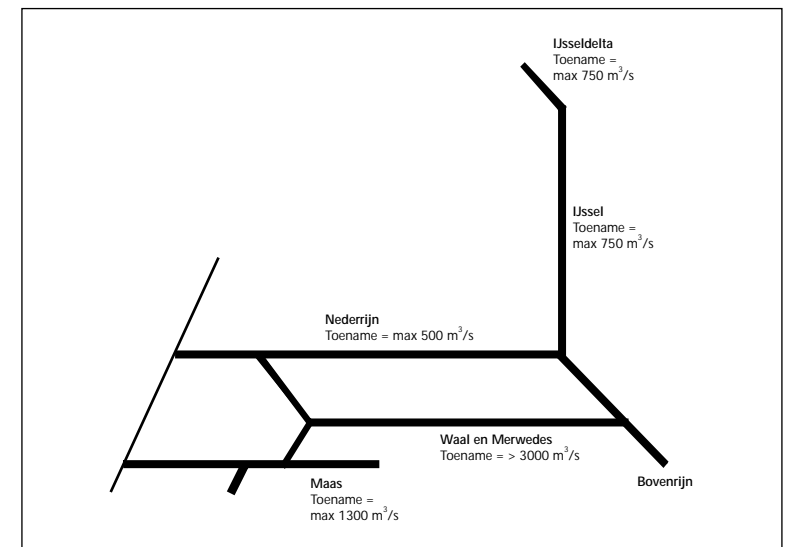 IJsseldelta
Toename =
max 750 m³/s
IJssel
Toename =
max 750 m³/s
Nederrijn
Toename = max 500 m³/s
Waal en Merwedes
Toename = > 3000 m³/s
Bovenrijn
Maas
Toename =
max 1300 m³/s